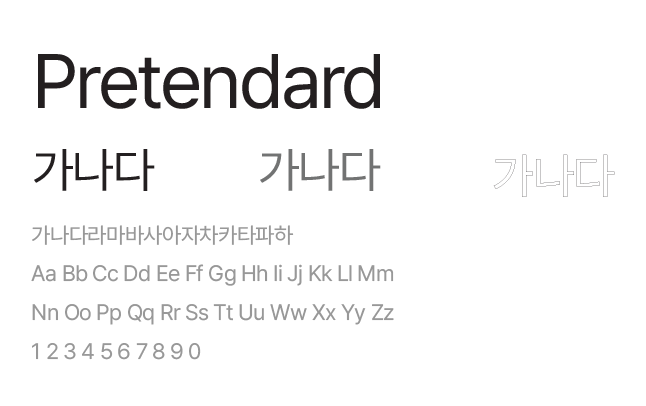 Pretendard
가나다 가나다 가나다
가나다라마바사아자차카타파하
Aa Bb Cc Dd Ee Ff Gg Hh Ii Jj Kk Ll Mm
Nn Oo Pp Qq Rr Ss Tt Uu Ww Xx Yy Zz
1 2 3 4 5 6 7 8 9 0